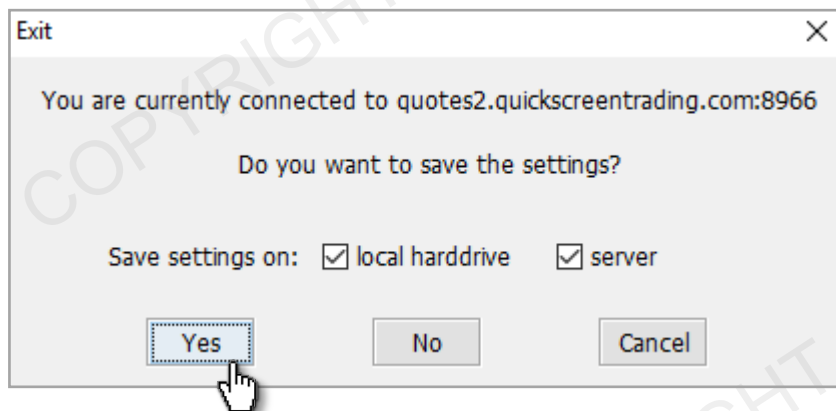 Exit
You are currently connected to quotes2.quickscreentrading.com:8966
Do you want to save the settings?
Save settings on: local harddrive server
Yes No Cancel
COPYRIGHT